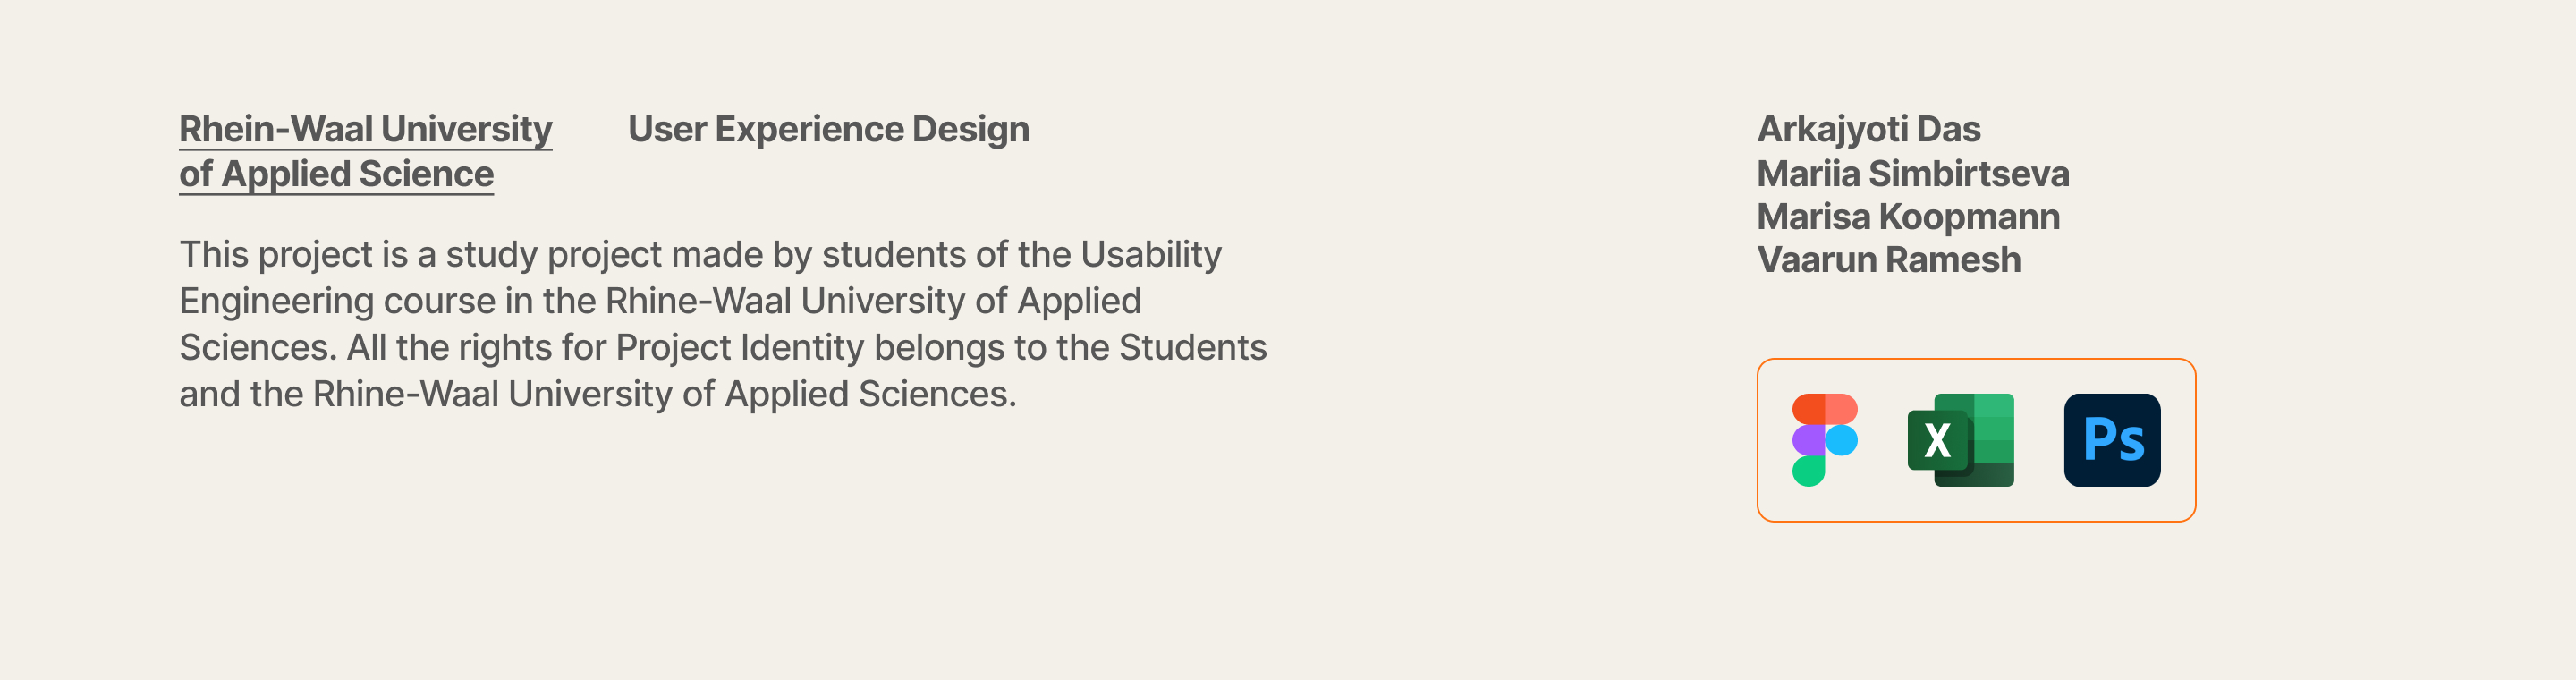 Rhein-Waal University
of Applied Science
User Experience Design
This project is a study project made by students of the Usability
Engineering course in the Rhine-Waal University of Applied
Sciences. All the rights for Project Identity belongs to the Students
and the Rhine-Waal University of Applied Sciences.
Arkajyoti Das
Mariia Simbirtseva
Marisa Koopmann
Vaarun Ramesh
X
Ps